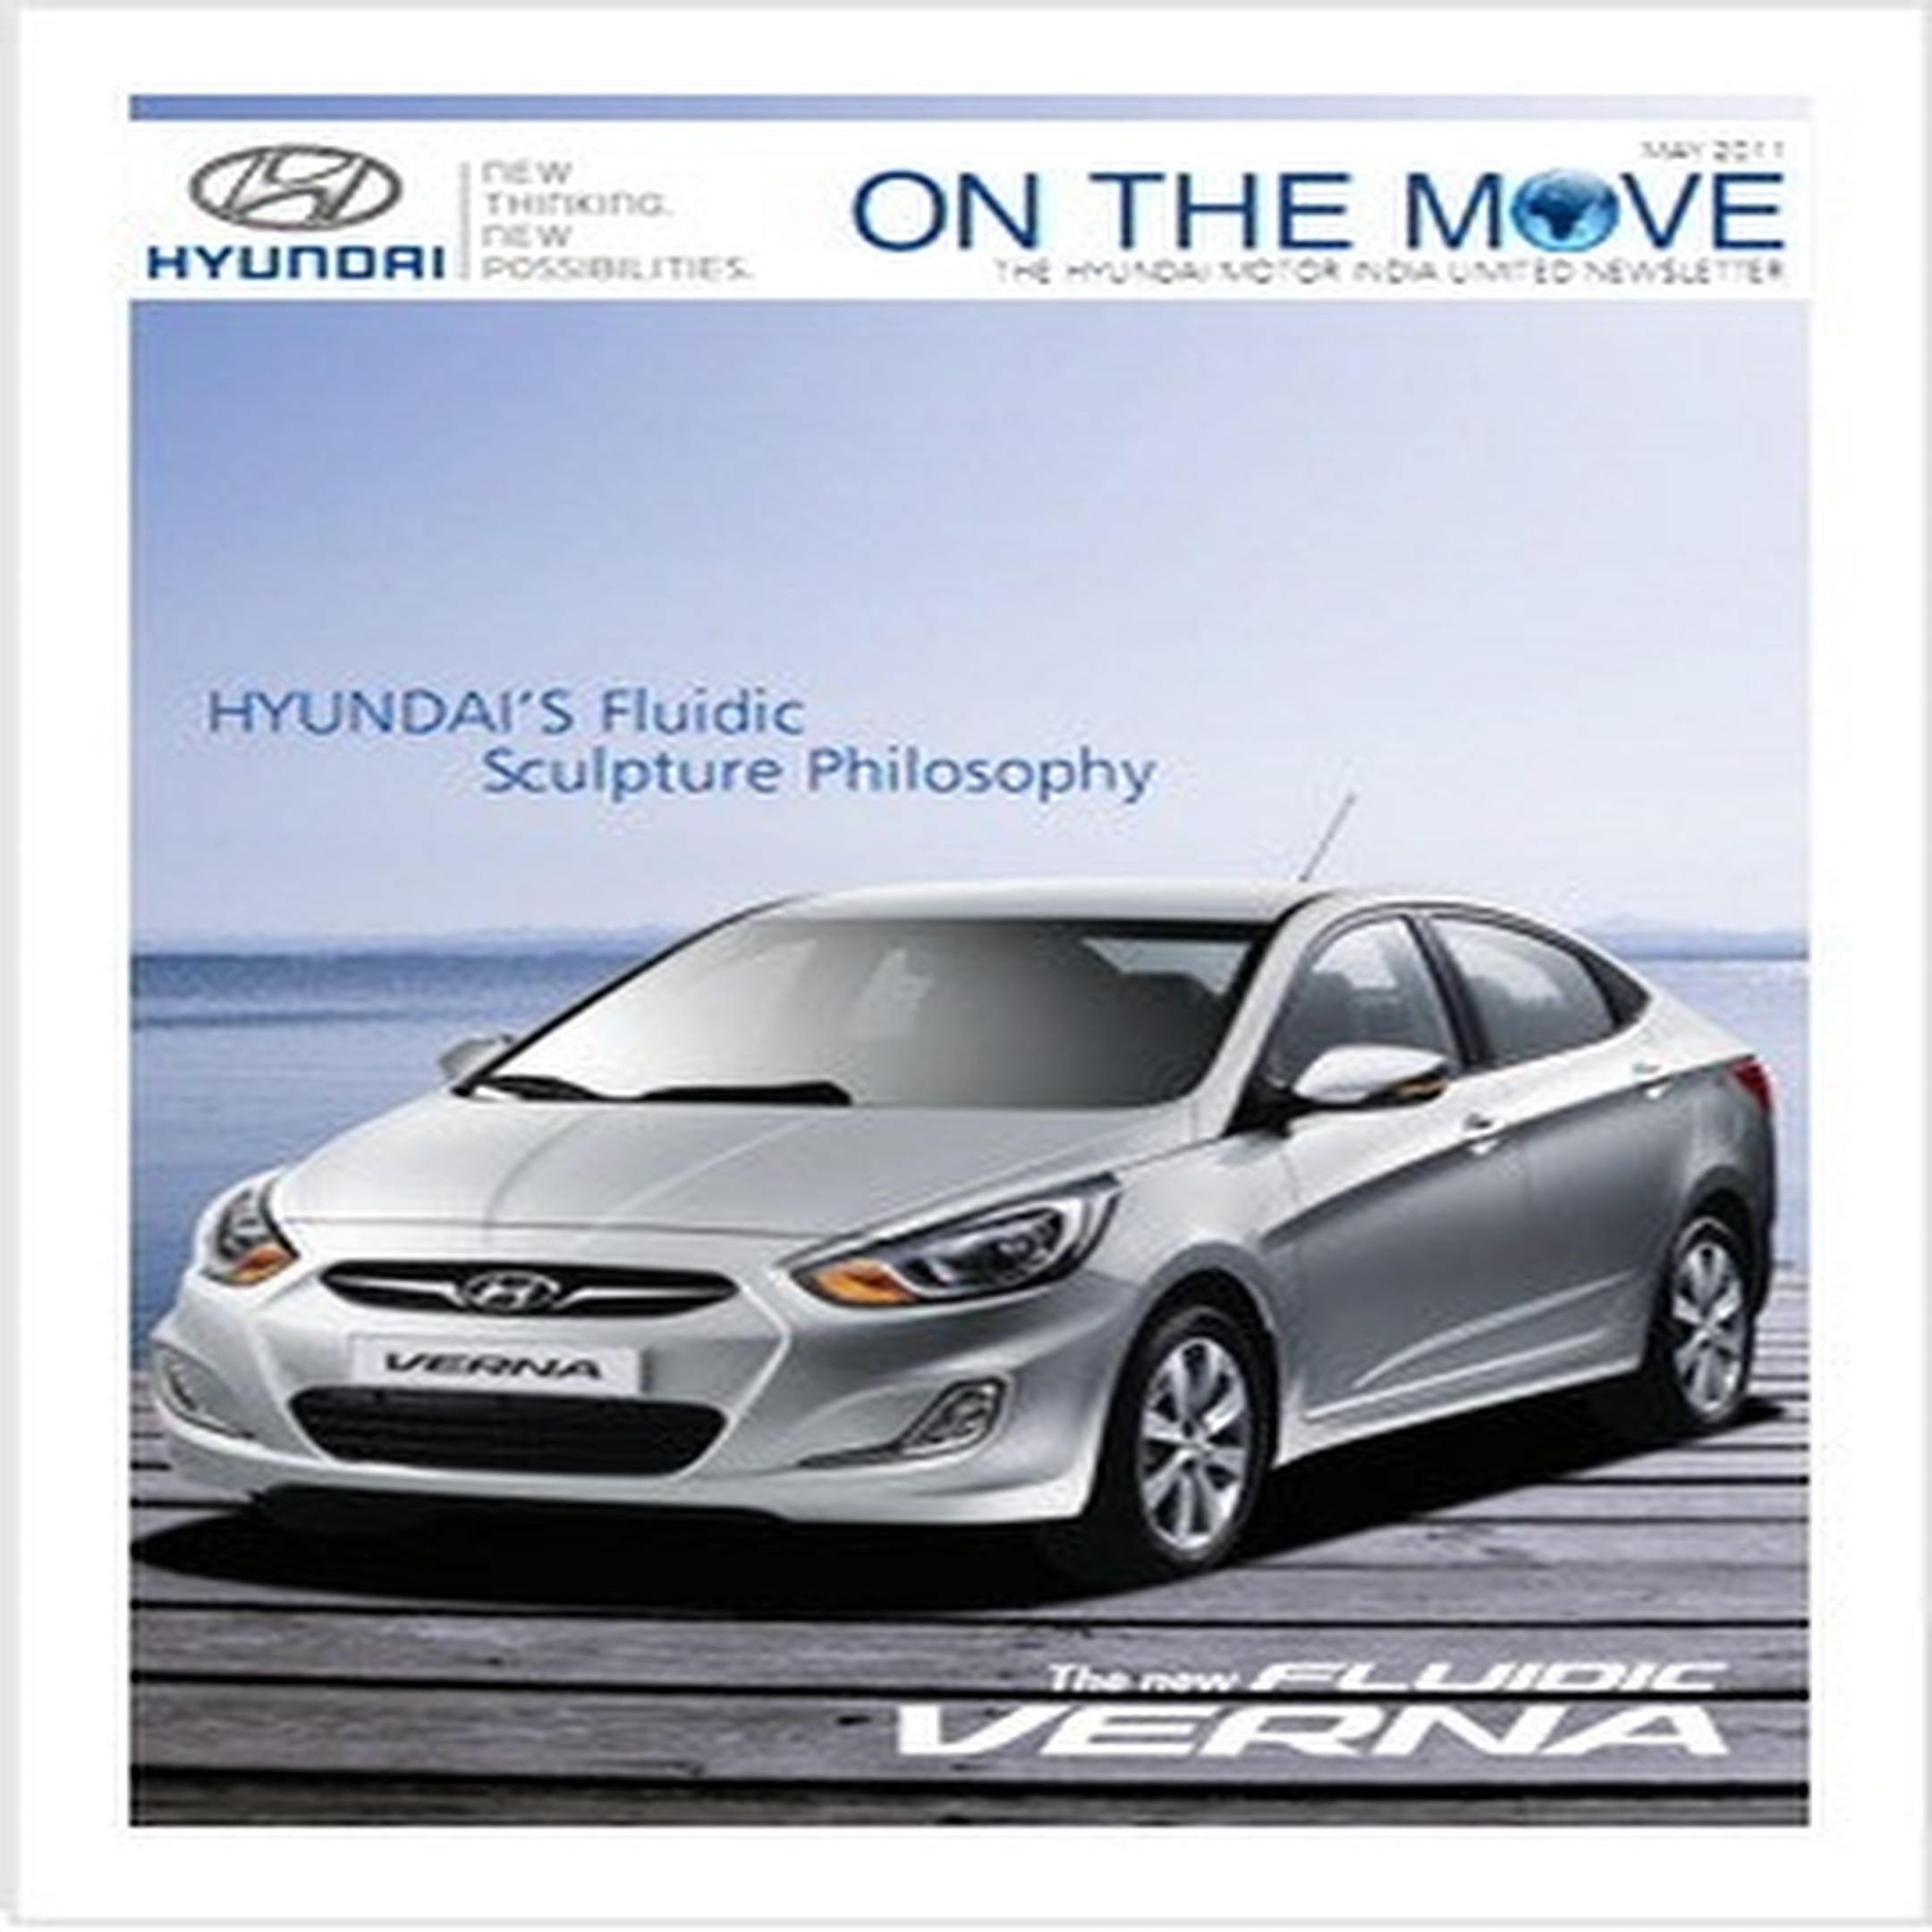 HYUNDAI
NEW
THINKING.
NEW
POSSIBILITIES.
MAY 2011
ON THE MOVE
THE HYUNDAI MOTOR INDIA LIMITED NEWSLETTER
HYUNDAI'S Fluidic
Sculpture Philosophy
VERNA
The new FLUIDIC
VERNA